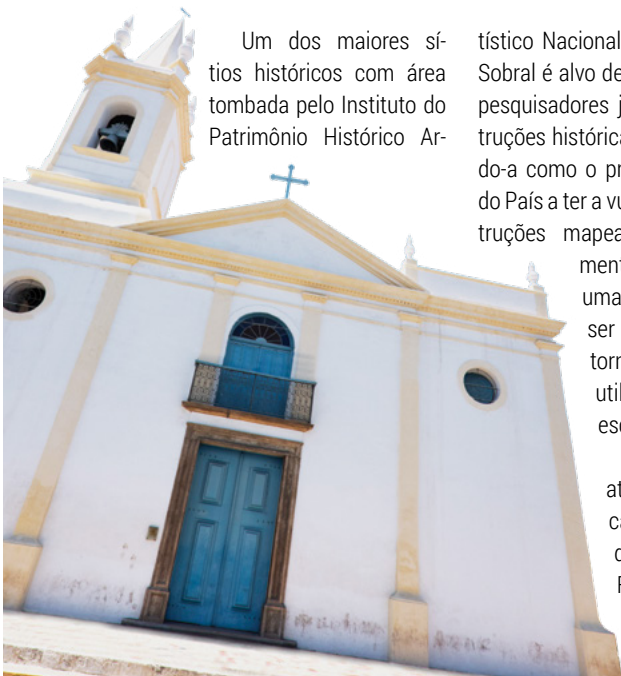 Um dos maiores sí-
tios históricos com área
tombada pelo Instituto do
Patrimônio Histórico Ar-
tístico Nacional
Sobral é alvo de
pesquisadores j
truções histórica
do-a como o pr
do País a ter a vu
truções mapea
ment
uma
ser
torr
util
esc
at
ca
d